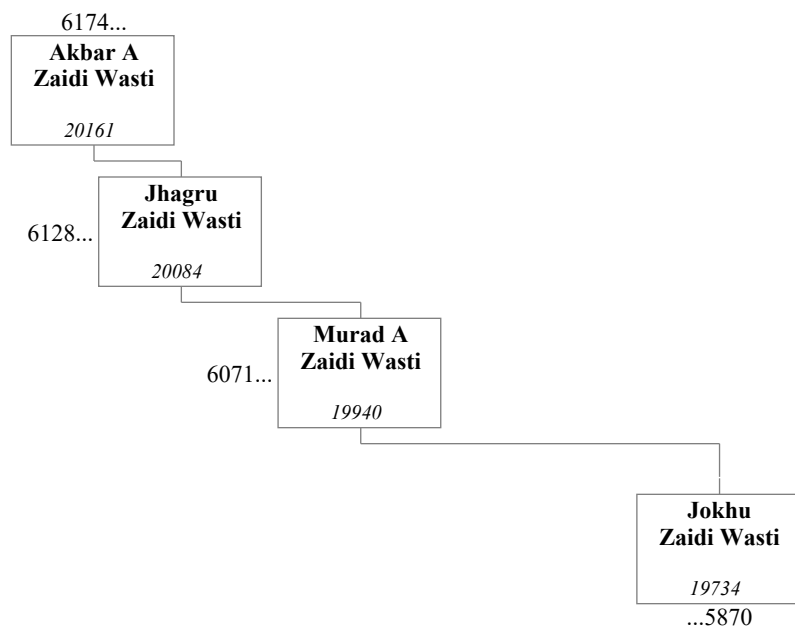 6174...
Akbar A
Zaidi Wasti
20161
Jhagru
Zaidi Wasti
6128...
20084
Murad A
Zaidi Wasti
6071...
19940
Jokhu
Zaidi Wasti
19734
...5870